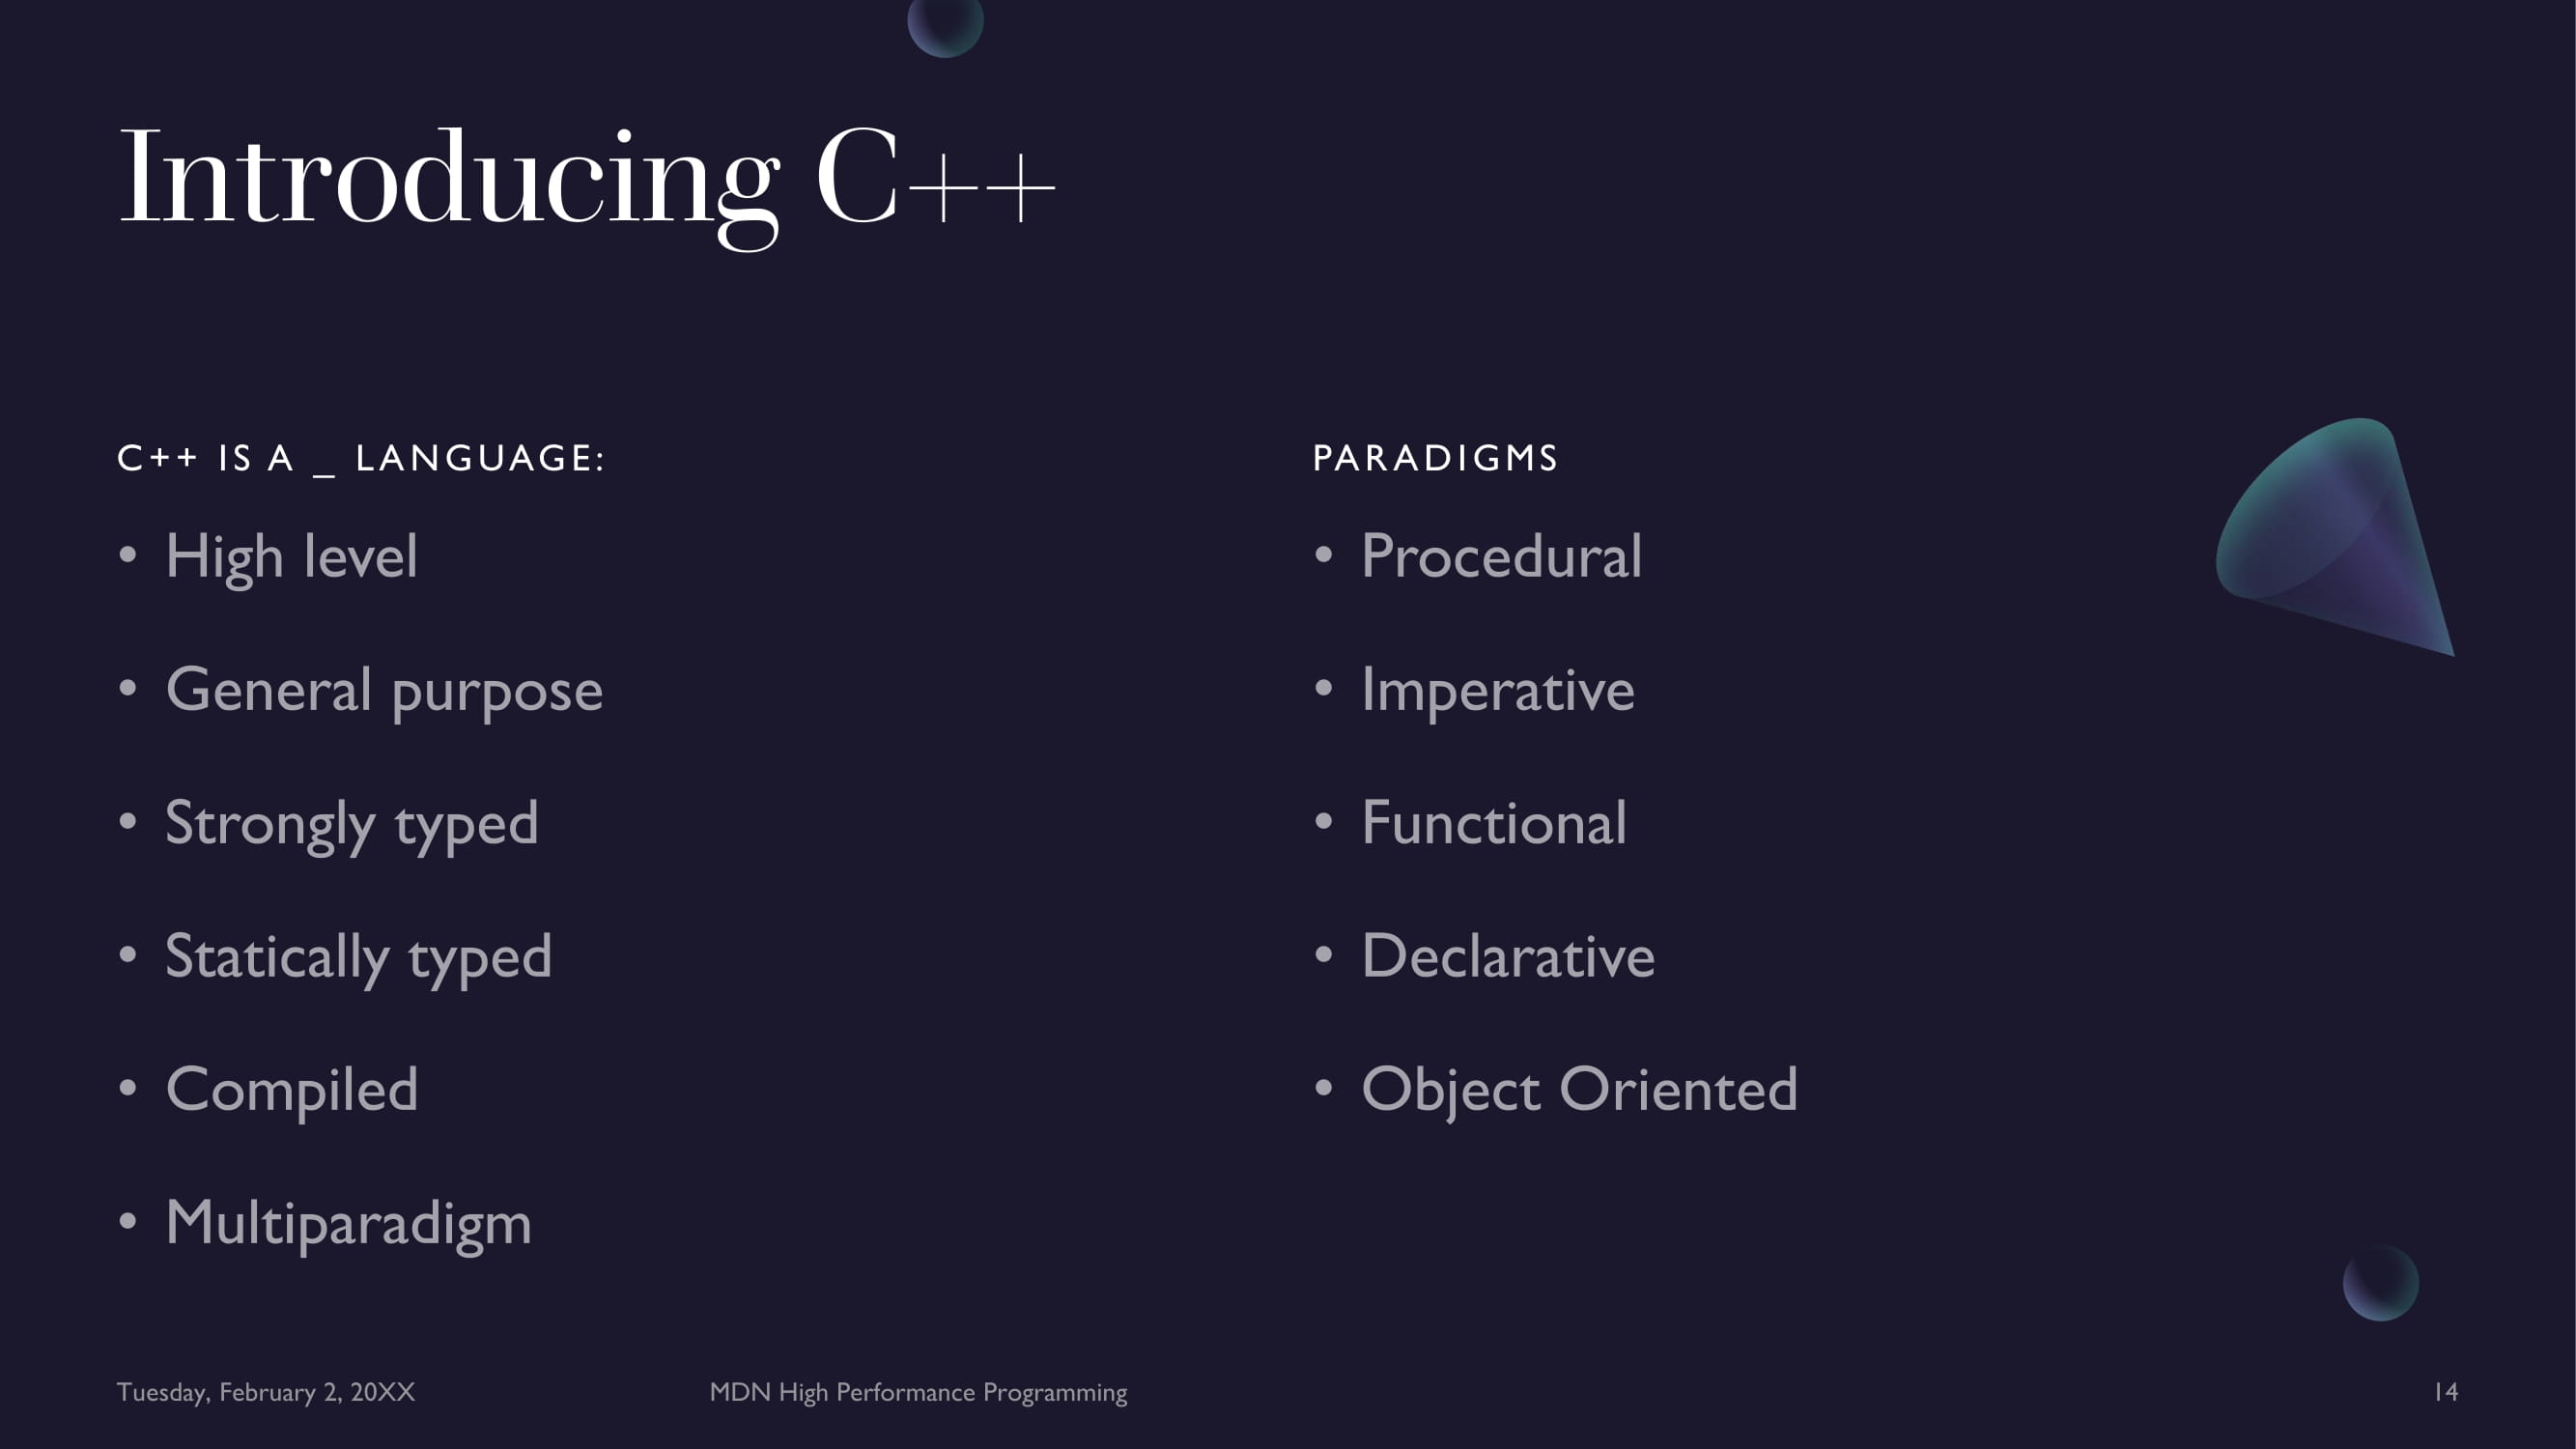 Introducing C++
C++ IS A _ LANGUAGE:
• High level
• General purpose
• Strongly typed
• Statically typed
• Compiled
• Multiparadigm
PARADIGMS
• Procedural
• Imperative
• Functional
• Declarative
• Object Oriented
Tuesday, February 2, 20XX
MDN High Performance Programming
14